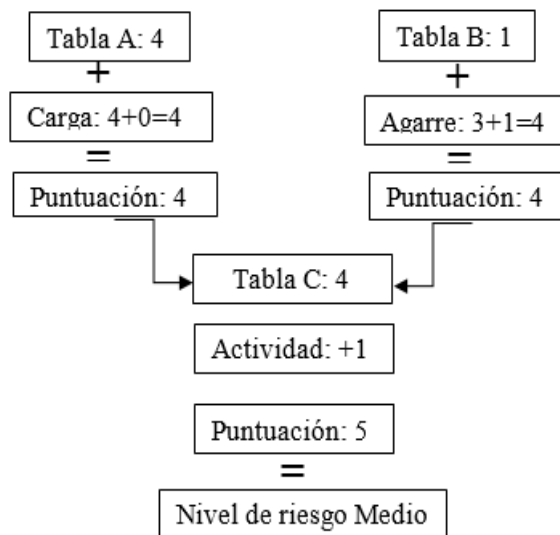 Tabla A: 4
Tabla B: 1
+
+
Carga: 4+0=4
Agarre: 3+1=4
=
=
Puntuación: 4
Puntuación: 4
Tabla C: 4
Actividad: +1
Puntuación: 5
=
Nivel de riesgo Medio